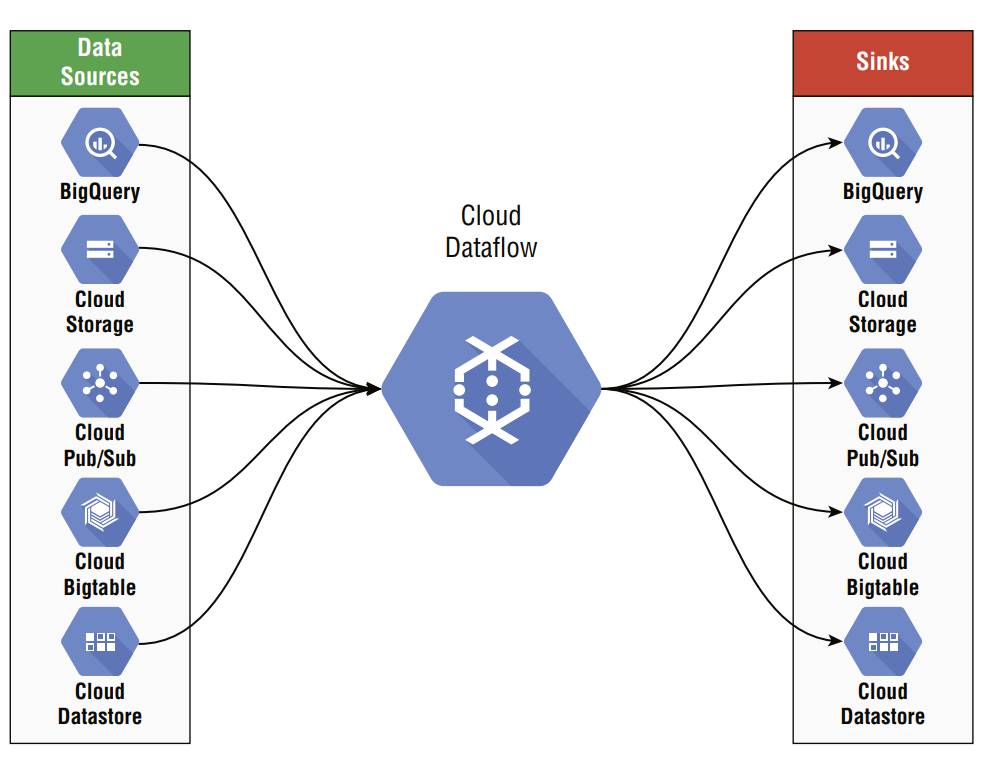 Data
Sources
BigQuery
Cloud
Storage
Cloud
Pub/Sub
Cloud
Bigtable
Cloud
Datastore
Cloud
Dataflow
Sinks
BigQuery
Cloud
Storage
Cloud
Pub/Sub
Cloud
Bigtable
Cloud
Datastore